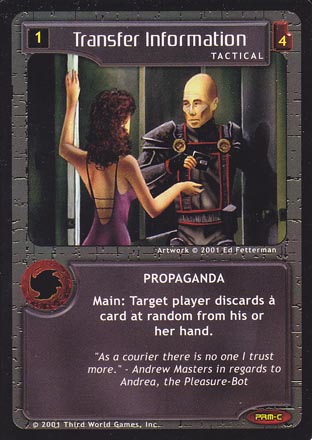 1
Transfer Information
4
TACTICAL
Artwork © 2001 Ed Fetterman
PROPAGANDA
Main: Target player discards a
card at random from his or
her hand.
"As a courier there is no one I trust
more." - Andrew Masters in regards to
Andrea, the Pleasure-Bot
PRM-C
© 2001 Third World Games, Inc.